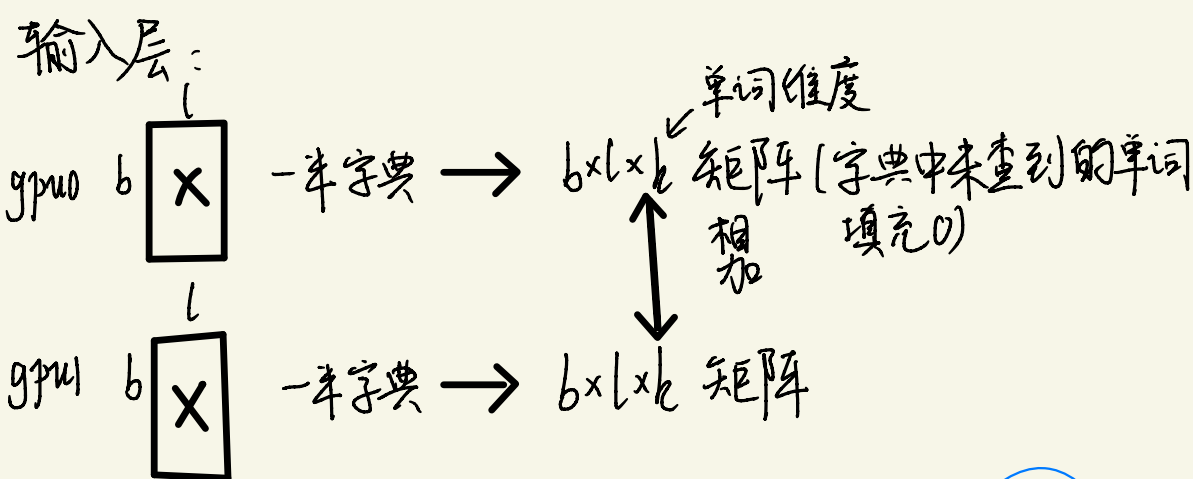 输入层:
l
单词维度
gpu0 b X 一半字典 → b×l×h 矩阵(字典中未查到的单词
相加 填充0)
l
gpu1 b X 一半字典 → b×l×h 矩阵